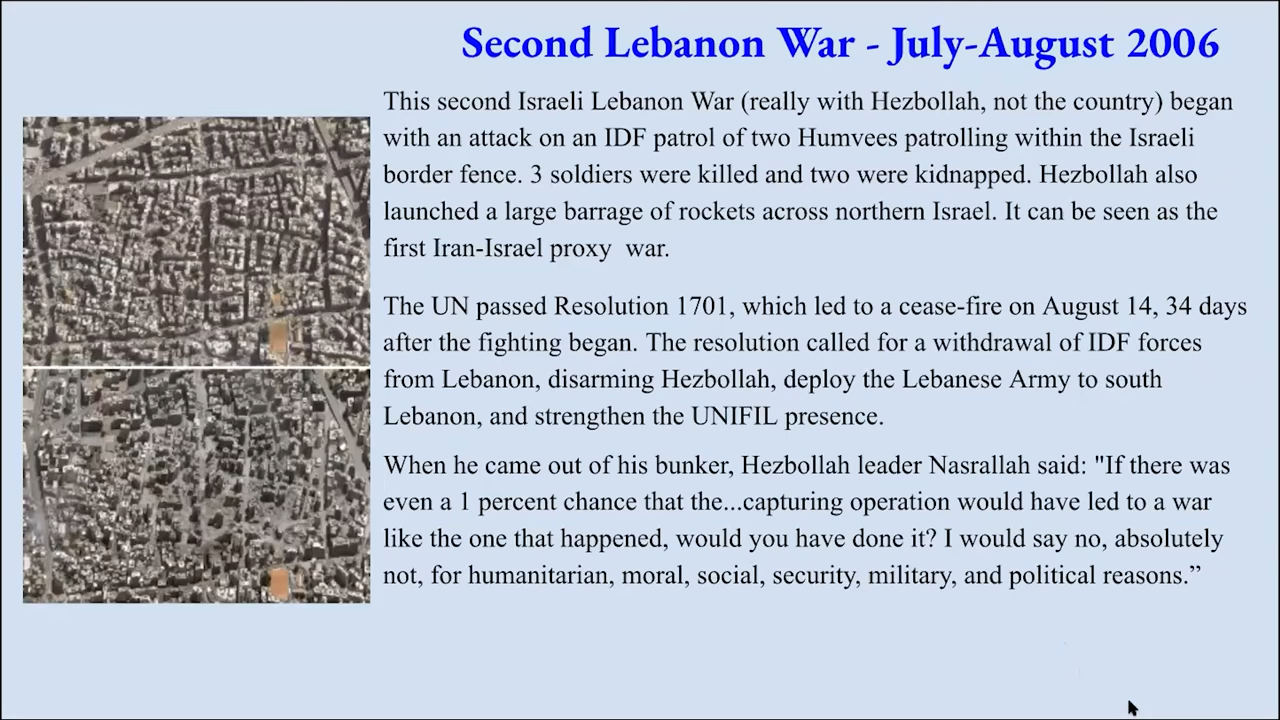 Second Lebanon War - July-August 2006
This second Israeli Lebanon War (really with Hezbollah, not the country) began
with an attack on an IDF patrol of two Humvees patrolling within the Israeli
border fence. 3 soldiers were killed and two were kidnapped. Hezbollah also
launched a large barrage of rockets across northern Israel. It can be seen as the
first Iran-Israel proxy  war.
The UN passed Resolution 1701, which led to a cease-fire on August 14, 34 days
after the fighting began. The resolution called for a withdrawal of IDF forces
from Lebanon, disarming Hezbollah, deploy the Lebanese Army to south
Lebanon, and strengthen the UNIFIL presence.
When he came out of his bunker, Hezbollah leader Nasrallah said: "If there was
even a 1 percent chance that the...capturing operation would have led to a war
like the one that happened, would you have done it? I would say no, absolutely
not, for humanitarian, moral, social, security, military, and political reasons.”